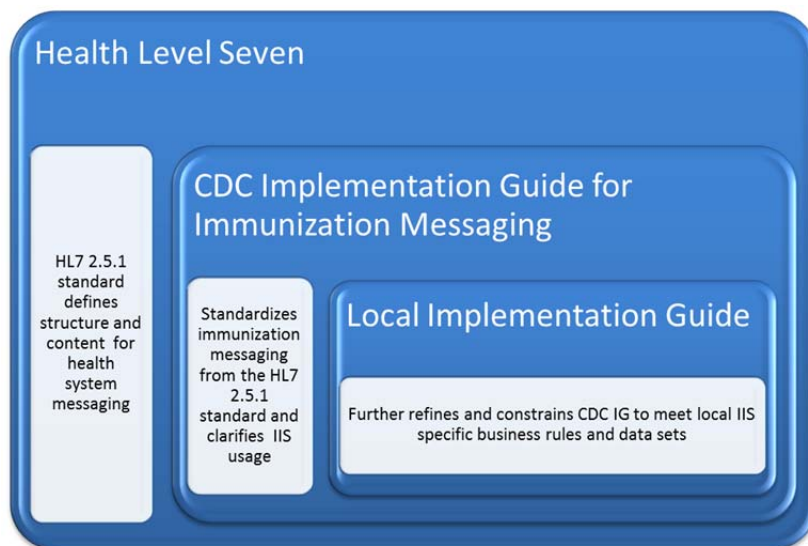 Health Level Seven
HL7 2.5.1
standard
defines
structure and
content for
health
system
messaging
CDC Implementation Guide for
Immunization Messaging
Standardizes
immunization
messaging
from the HL7
2.5.1
standard and
clarifies IIS
usage
Local Implementation Guide
Further refines and constrains CDC IG to meet local IIS
specific business rules and data sets